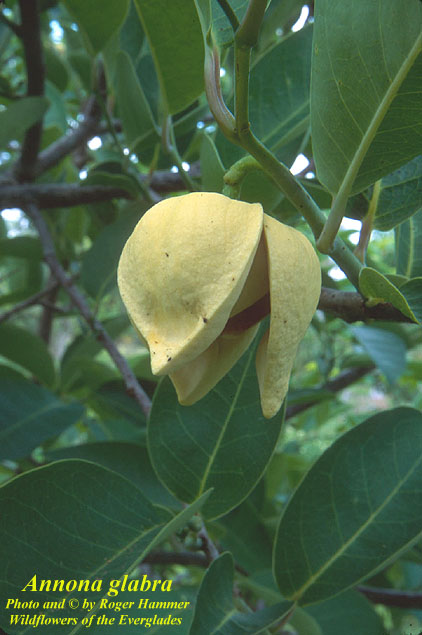 Annona glabra
Photo and © by Roger Hammer
Wildflowers of the Everglades